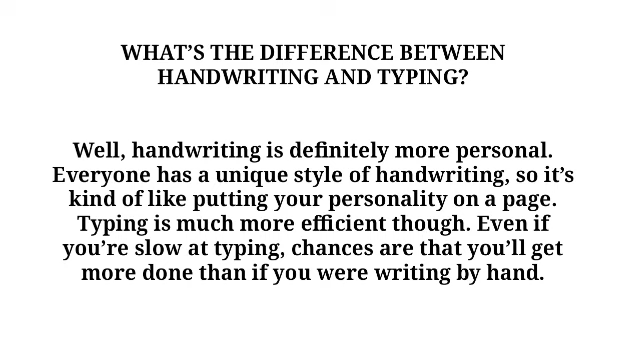 WHAT’S THE DIFFERENCE BETWEEN
HANDWRITING AND TYPING?
Well, handwriting is definitely more personal.
Everyone has a unique style of handwriting, so it’s
kind of like putting your personality on a page.
Typing is much more efficient though. Even if
you’re slow at typing, chances are that you’ll get
more done than if you were writing by hand.